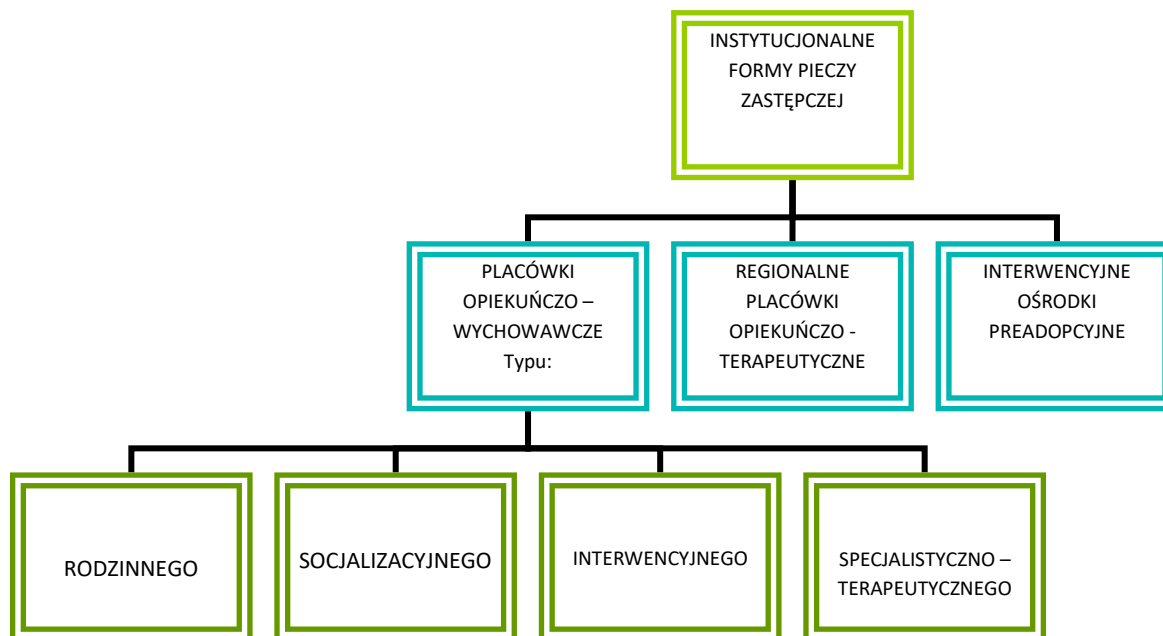 INSTYTUCJONALNE
FORMY PIECZY
ZASTĘPCZEJ
PLACÓWKI
OPIEKUŃCZO –
WYCHOWAWCZE
Typu:
REGIONALNE
PLACÓWKI
OPIEKUŃCZO -
TERAPEUTYCZNE
INTERWENCYJNE
OŚRODKI
PREADOPCYJNE
RODZINNEGO
SOCJALIZACYJNEGO
INTERWENCYJNEGO
SPECJALISTYCZNO –
TERAPEUTYCZNEGO